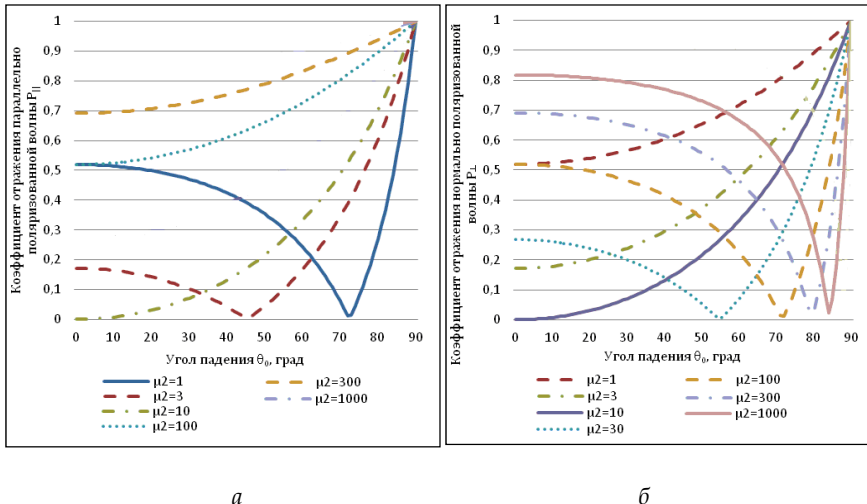 Коэффициент отражения параллельно
поляризованной волны P||
1
0,9
0,8
0,7
0,6
0,5
0,4
0,3
0,2
0,1
0
0 10 20 30 40 50 60 70 80 90
Угол падения θ₀, град
μ2=1
μ2=3
μ2=10
μ2=100
μ2=300
μ2=1000
а
Коэффициент отражения нормально поляризованной
волны P⊥
1
0,9
0,8
0,7
0,6
0,5
0,4
0,3
0,2
0,1
0
0 10 20 30 40 50 60 70 80 90
Угол падения θ₀, град
μ2=1
μ2=3
μ2=10
μ2=30
μ2=100
μ2=300
μ2=1000
б